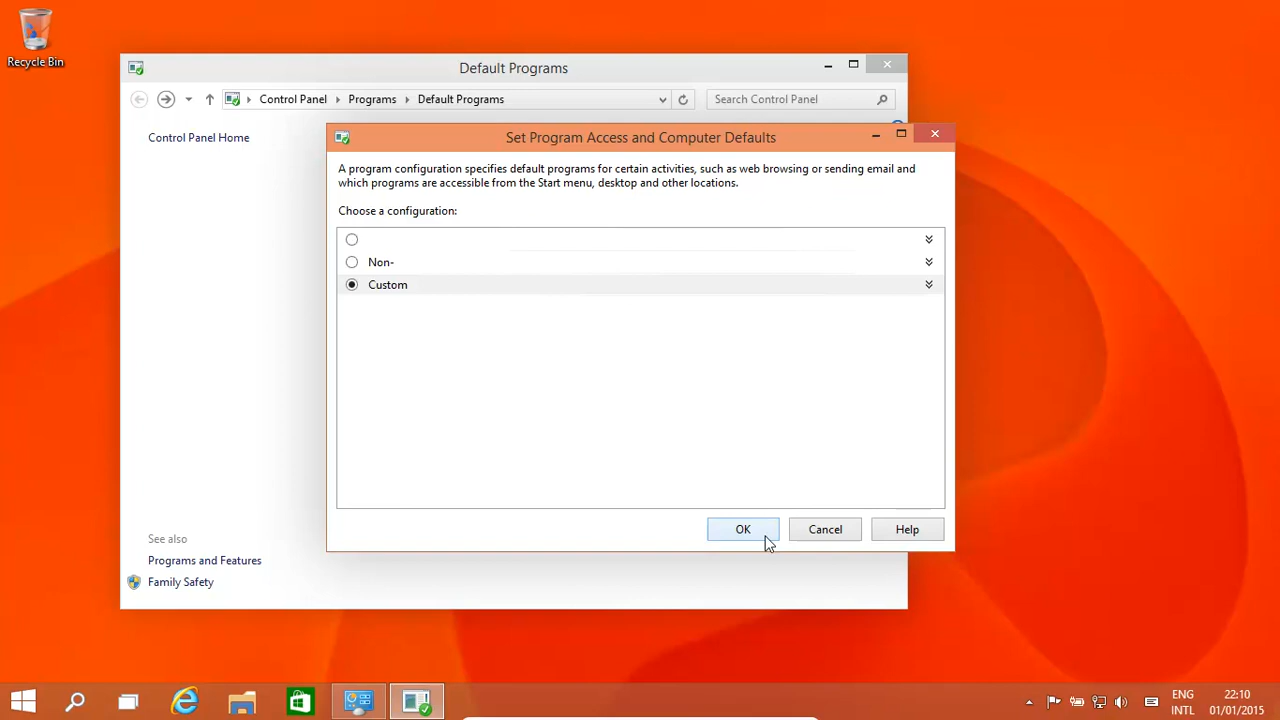 Recycle Bin
Default Programs
Control Panel
Programs
Default Programs
Search Control Panel
Control Panel Home
Set Program Access and Computer Defaults
A program configuration specifies default programs for certain activities, such as web browsing or sending email and
which programs are accessible from the Start menu, desktop and other locations.
Choose a configuration:
Non-
Custom
OK
Cancel
Help
See also
Programs and Features
Family Safety
ENG
INTL
22:10
01/01/2015